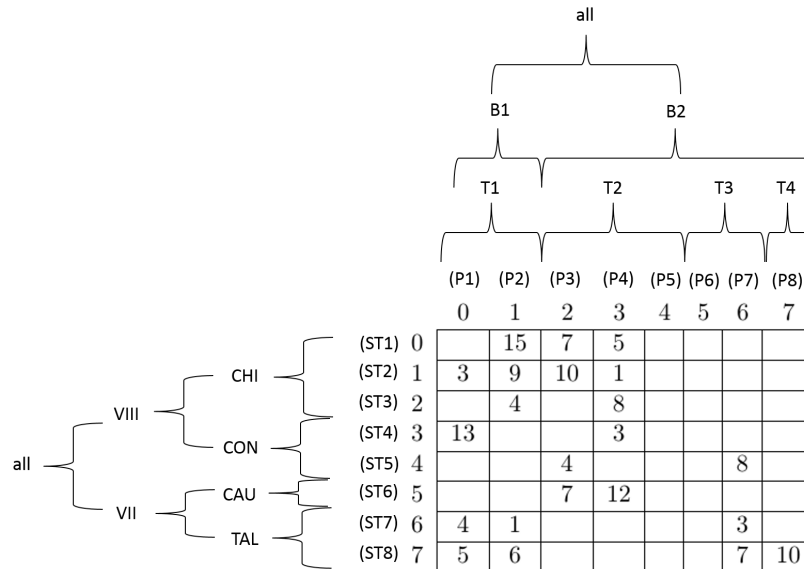 all
B1 B2
T1 T2 T3 T4
(P1) (P2) (P3) (P4) (P5) (P6) (P7) (P8)
0 1 2 3 4 5 6 7
(ST1) 0 15 7 5
(ST2) 1 3 9 10 1
CHI
(ST3) 2 4 8
VIII
(ST4) 3 13 3
CON
(ST5) 4 4 8
all
(ST6) 5 7 12
CAU
VII
(ST7) 6 4 1 3
TAL
(ST8) 7 5 6 7 10